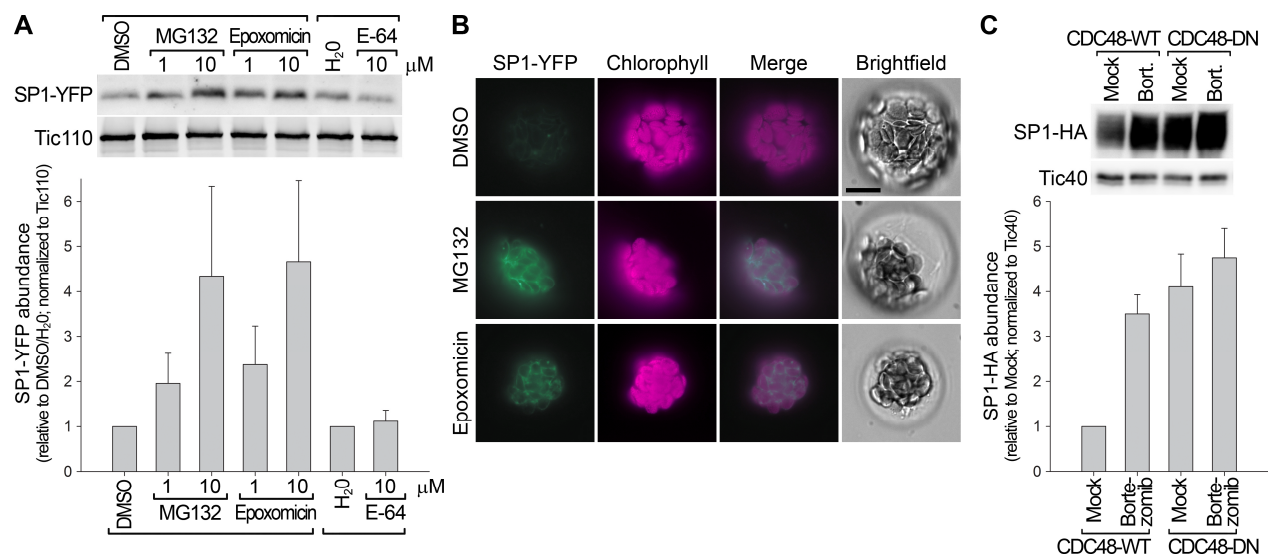 A
DMSO
MG132
Epoxomicin
H₂0
E-64
1 10 1 10 10 μM
SP1-YFP
Tic110
SP1-YFP abundance
(relative to DMSO/H₂0; normalized to Tic110)
6
5
4
3
2
1
0
DMSO
1 10 1 10
H₂0
10 μM
MG132
Epoxomicin
E-64
B
SP1-YFP Chlorophyll Merge Brightfield
DMSO
MG132
Epoxomicin
C
CDC48-WT CDC48-DN
Mock
Bort.
Mock
Bort.
SP1-HA
Tic40
SP1-HA abundance
(relative to Mock; normalized to Tic40)
6
5
4
3
2
1
0
Mock
Borte-
zomib
Mock
Borte-
zomib
CDC48-WT
CDC48-DN